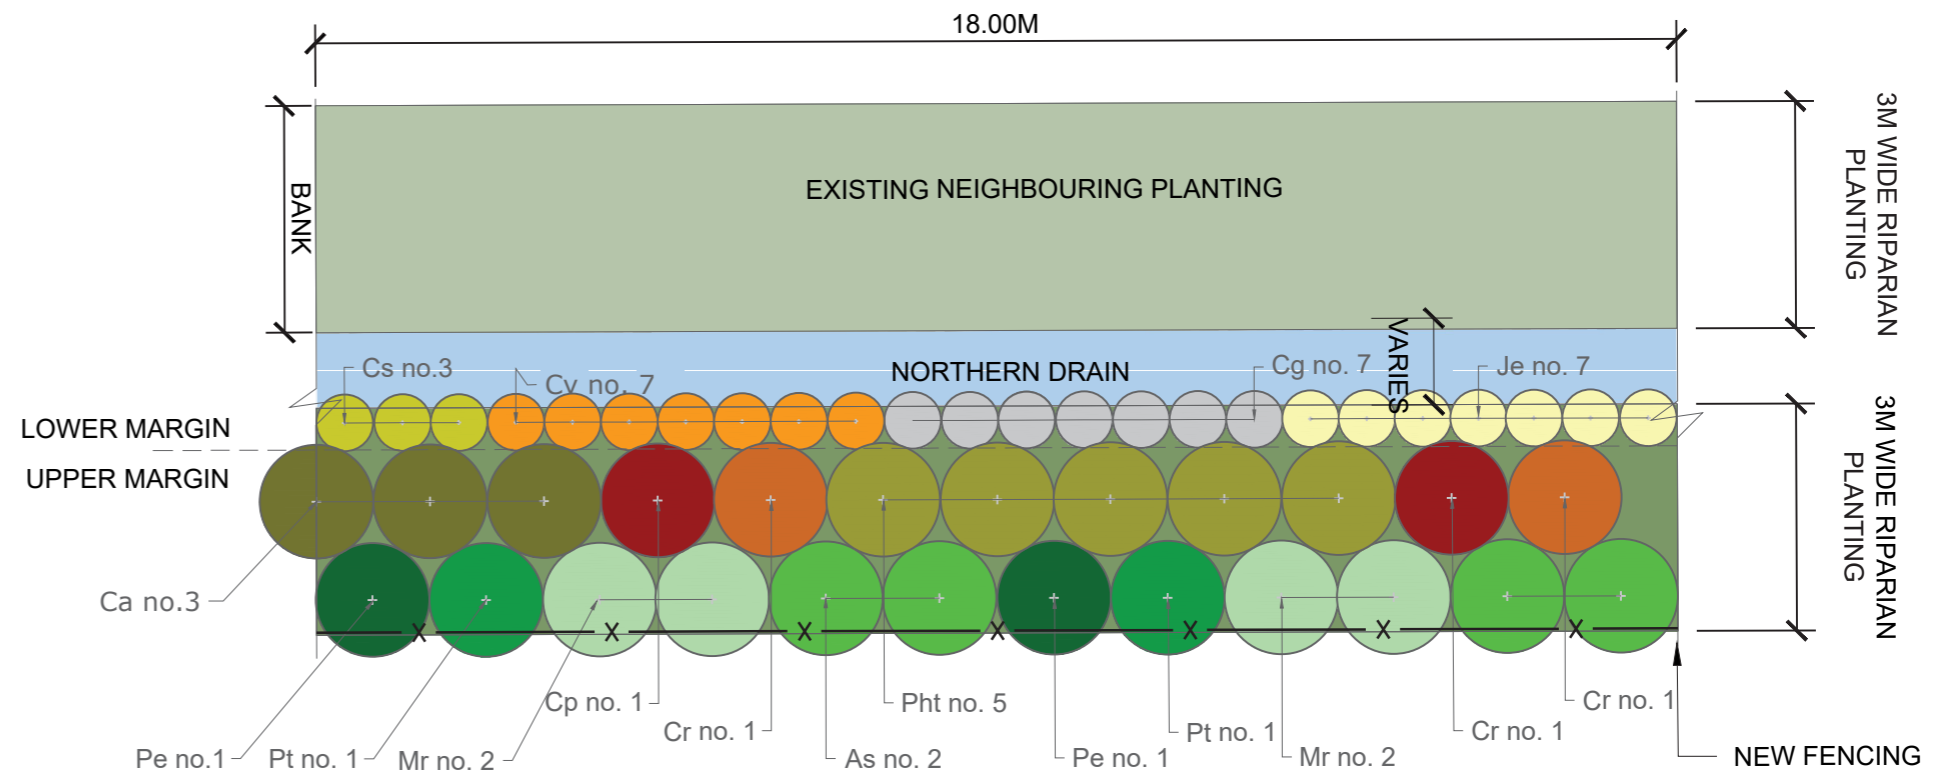 18.00M
BANK
EXISTING NEIGHBOURING PLANTING
3M WIDE RIPARIAN
PLANTING
VARIES
Cs no.3
Cv no. 7
NORTHERN DRAIN
Cg no. 7
Je no. 7
LOWER MARGIN
UPPER MARGIN
3M WIDE RIPARIAN
PLANTING
Ca no.3
X X X X X X X
Pe no.1
Pt no. 1
Mr no. 2
Cp no. 1
Cr no. 1
As no. 2
Pht no. 5
Pe no. 1
Pt no. 1
Mr no. 2
Cr no. 1
Cr no. 1
NEW FENCING